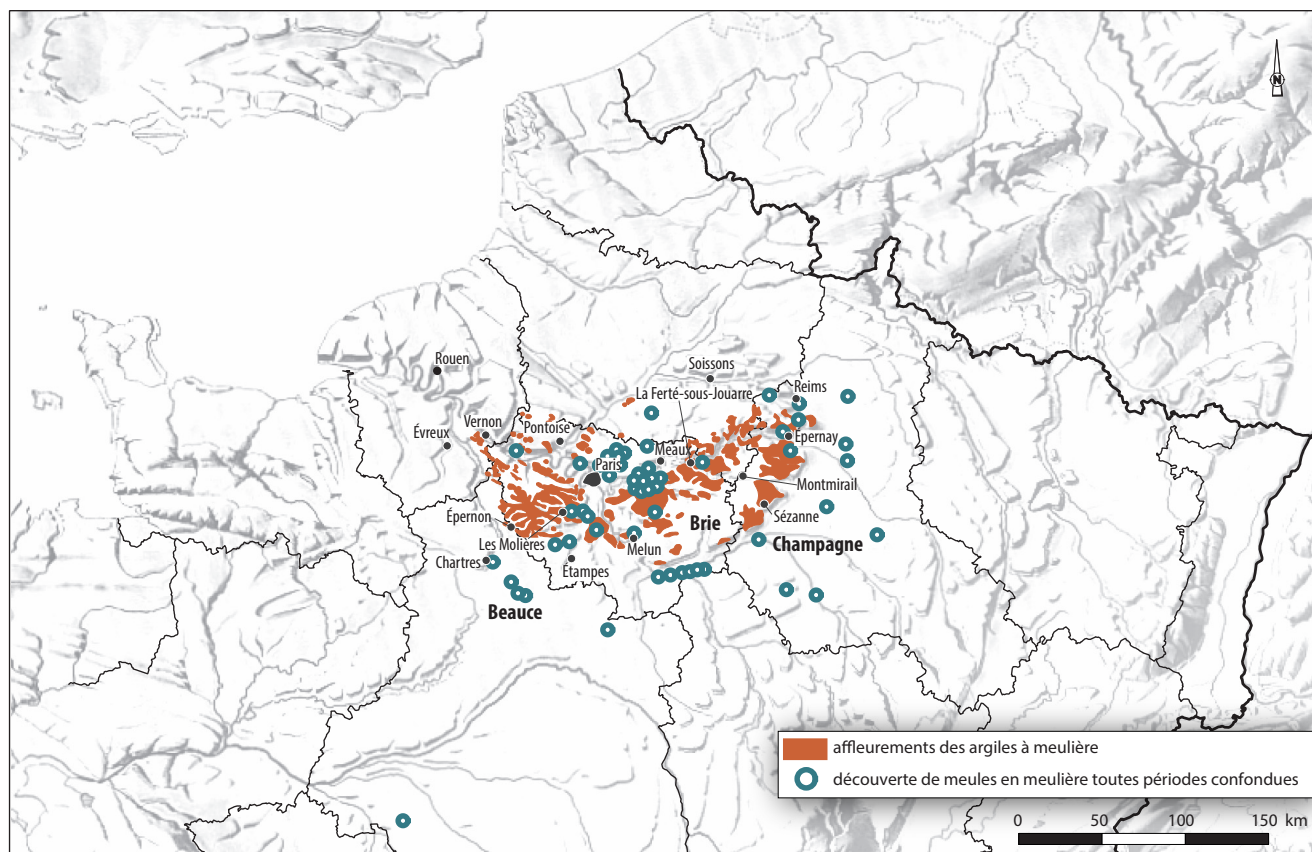 N
Rouen
Soissons
La Ferté-sous-Jouarre
Reims
Vernon
Pontoise
Évreux
Meaux
Épernay
Paris
Montmirail
Épernon
Brie
Sézanne
Les Molières
Melun
Champagne
Chartres
Étampes
Beauce
affleurements des argiles à meulière
découverte de meules en meulière toutes périodes confondues
0 50 100 150 km